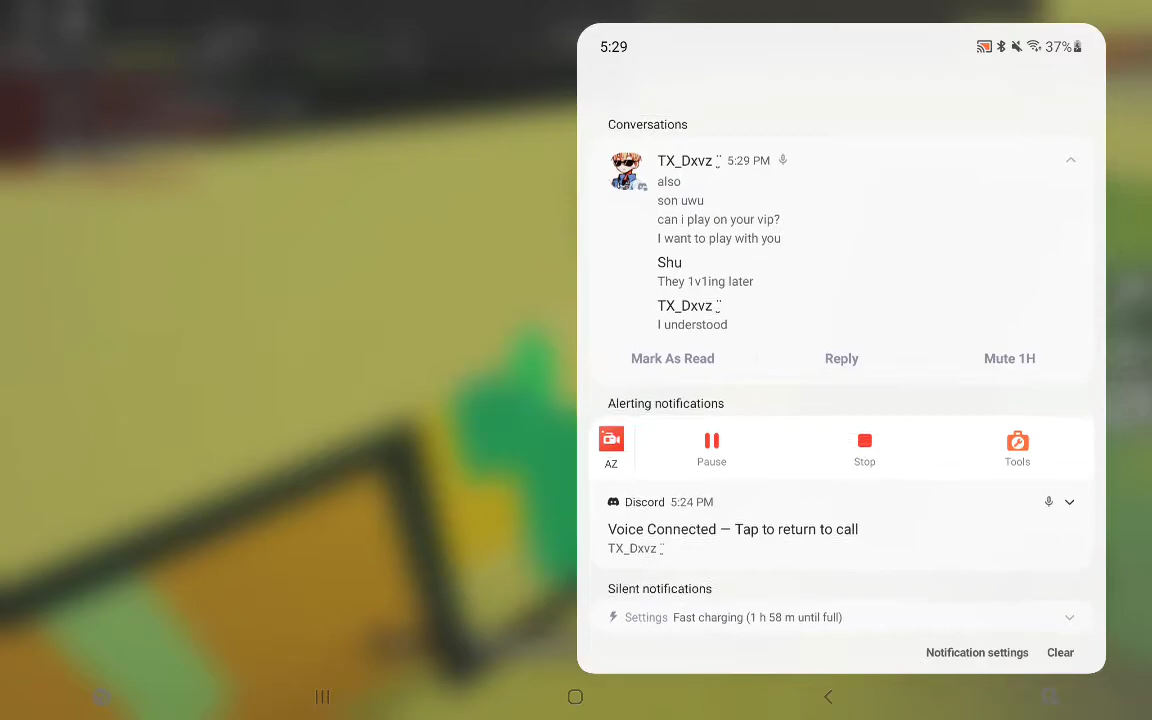 5:29
37%
Conversations
TX_Dxvz 5:29 PM
also
son uwu
can i play on your vip?
I want to play with you
Shu
They 1v1ing later
TX_Dxvz
I understood
Mark As Read Reply Mute 1H
Alerting notifications
AZ Pause Stop Tools
Discord 5:24 PM
Voice Connected – Tap to return to call
TX_Dxvz
Silent notifications
Settings Fast charging (1 h 58 m until full)
Notification settings Clear